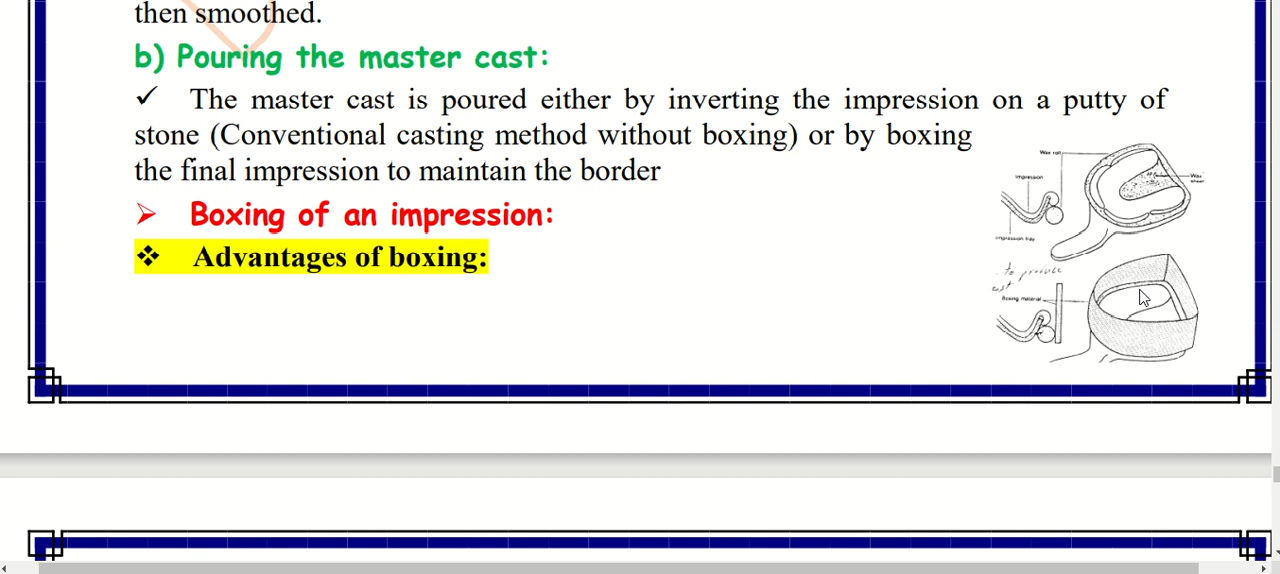 then smoothed.
b) Pouring the master cast:
✓ The master cast is poured either by inverting the impression on a putty of
stone (Conventional casting method without boxing) or by boxing
the final impression to maintain the border
➢ Boxing of an impression:
❖ Advantages of boxing:
Wax roll
Impression
Wax
Impression tray
to produce
Boxing material